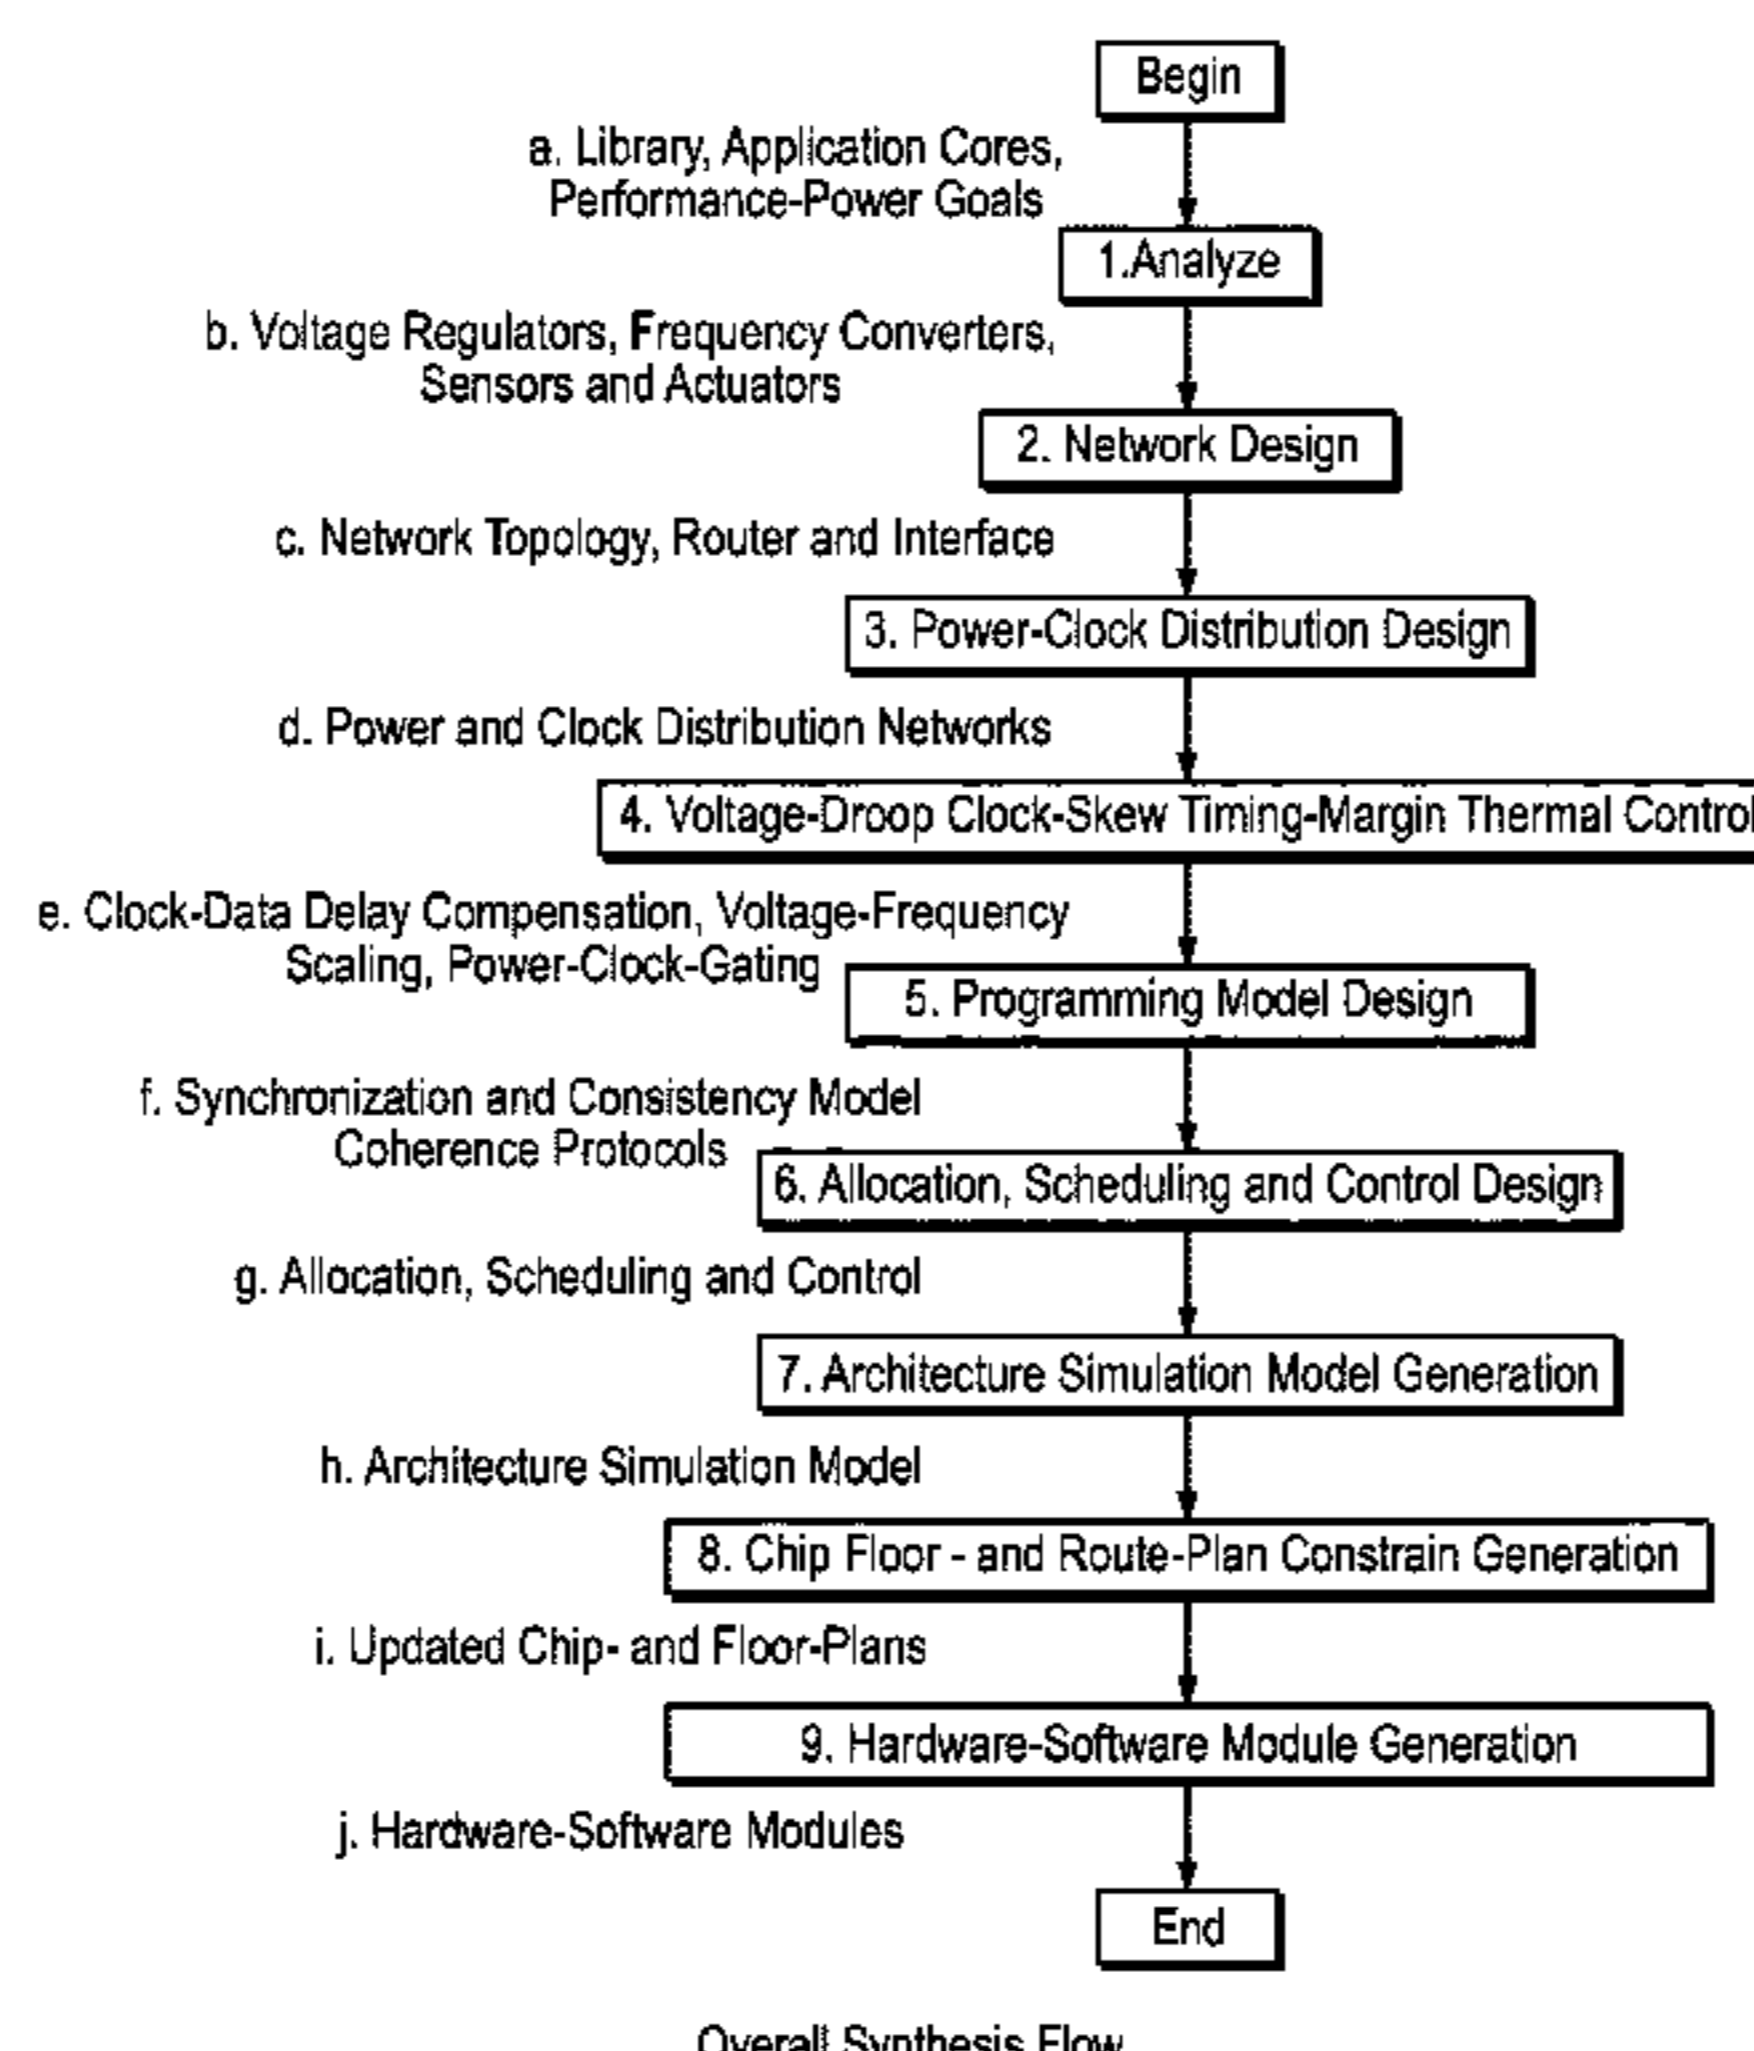 Begin
a. Library, Application Cores,
Performance-Power Goals
1.Analyze
b. Voltage Regulators, Frequency Converters,
Sensors and Actuators
2. Network Design
c. Network Topology, Router and Interface
3. Power-Clock Distribution Design
d. Power and Clock Distribution Networks
4. Voltage-Droop Clock-Skew Timing-Margin Thermal Control
e. Clock-Data Delay Compensation, Voltage-Frequency
Scaling, Power-Clock-Gating
5. Programming Model Design
f. Synchronization and Consistency Model
Coherence Protocols
6. Allocation, Scheduling and Control Design
g. Allocation, Scheduling and Control
7. Architecture Simulation Model Generation
h. Architecture Simulation Model
8. Chip Floor - and Route-Plan Constrain Generation
i. Updated Chip- and Floor-Plans
9. Hardware-Software Module Generation
j. Hardware-Software Modules
End
Overall Synthesis Flow